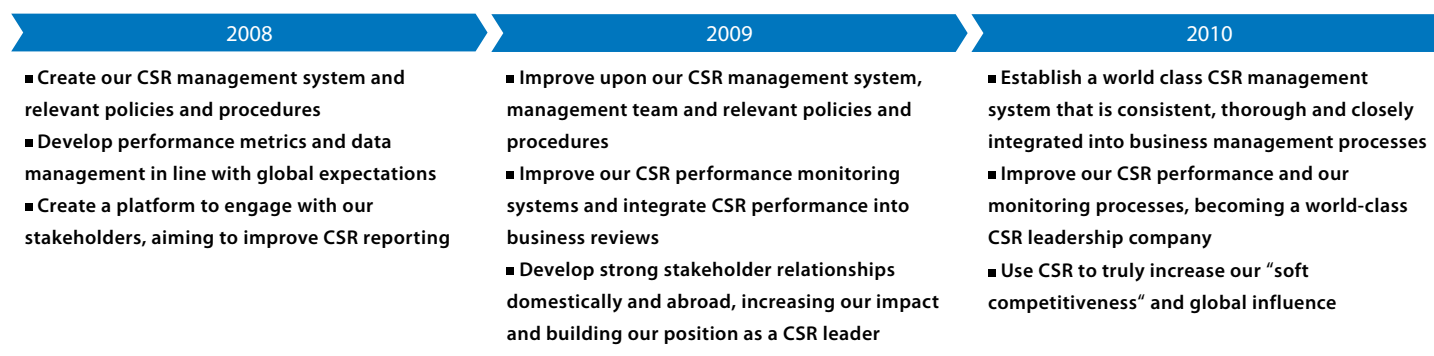 2008
■ Create our CSR management system and
relevant policies and procedures
■ Develop performance metrics and data
management in line with global expectations
■ Create a platform to engage with our
stakeholders, aiming to improve CSR reporting
2009
■ Improve upon our CSR management system,
management team and relevant policies and
procedures
■ Improve our CSR performance monitoring
systems and integrate CSR performance into
business reviews
■ Develop strong stakeholder relationships
domestically and abroad, increasing our impact
and building our position as a CSR leader
2010
■ Establish a world class CSR management
system that is consistent, thorough and closely
integrated into business management processes
■ Improve our CSR performance and our
monitoring processes, becoming a world-class
CSR leadership company
■ Use CSR to truly increase our “soft
competitiveness“ and global influence